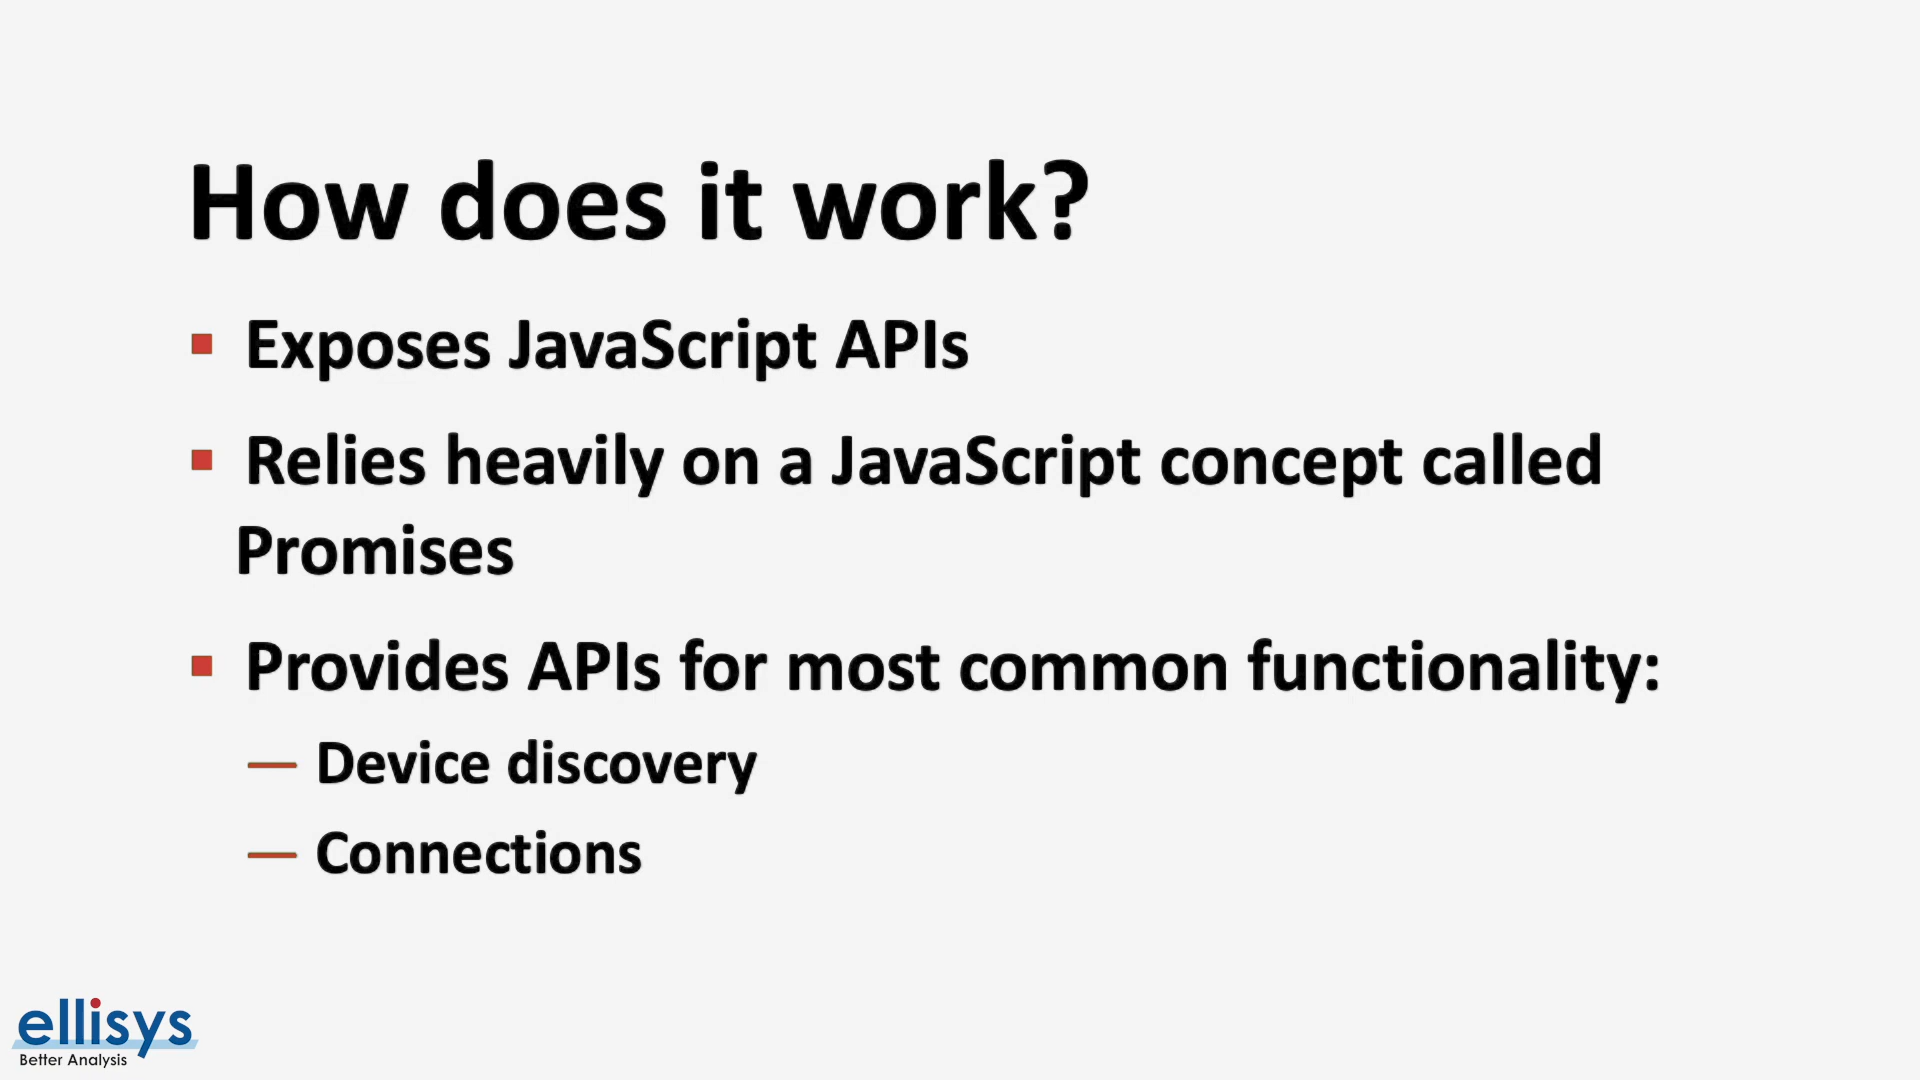 How does it work?
Exposes JavaScript APIs
Relies heavily on a JavaScript concept called
Promises
Provides APIs for most common functionality:
— Device discovery
— Connections
ellisys
Better Analysis